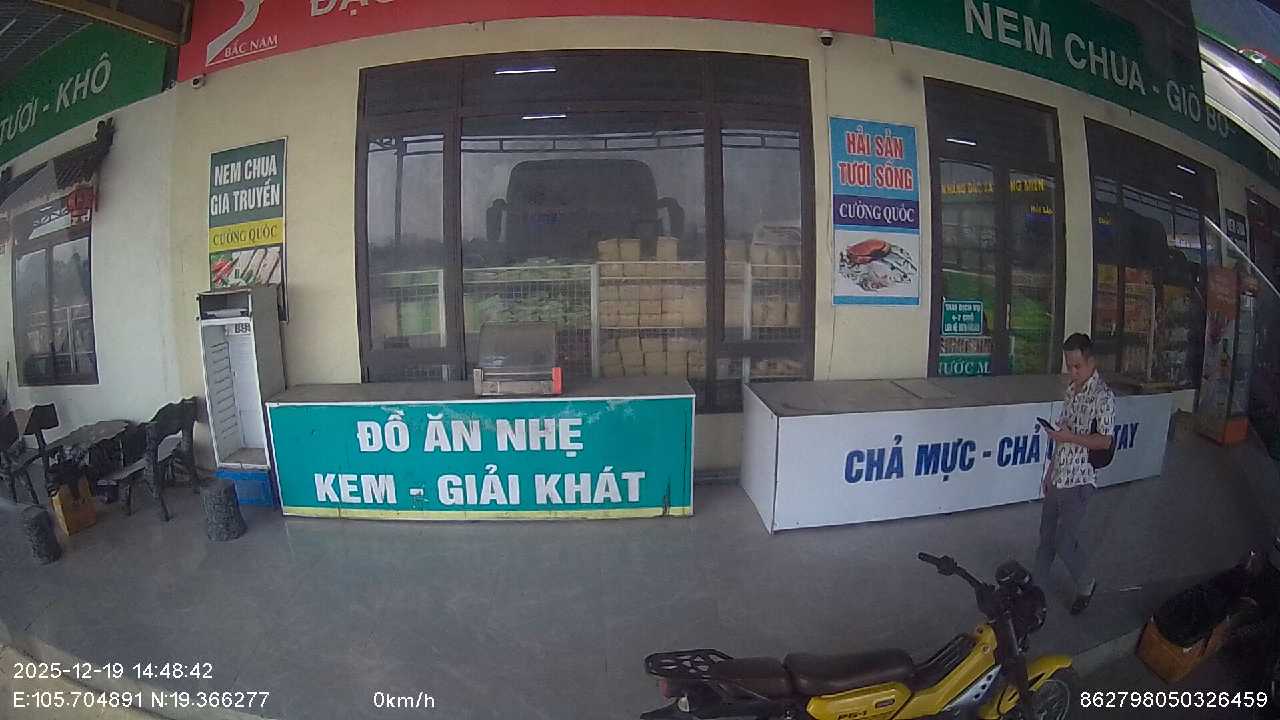 BẮC NAM
TƯƠI - KHÔ
NEM CHUA - GIÒ BÒ
NEM CHUA
GIA TRUYỀN
CƯỜNG QUỐC
HẢI SẢN
TƯƠI SỐNG
CƯỜNG QUỐC
ĐỒ ĂN NHẸ
KEM - GIẢI KHÁT
CHẢ MỰC - CHẢ
TAY
2025-12-19 14:48:42
E:105.704891 N:19.366277
0km/h
862798050326459